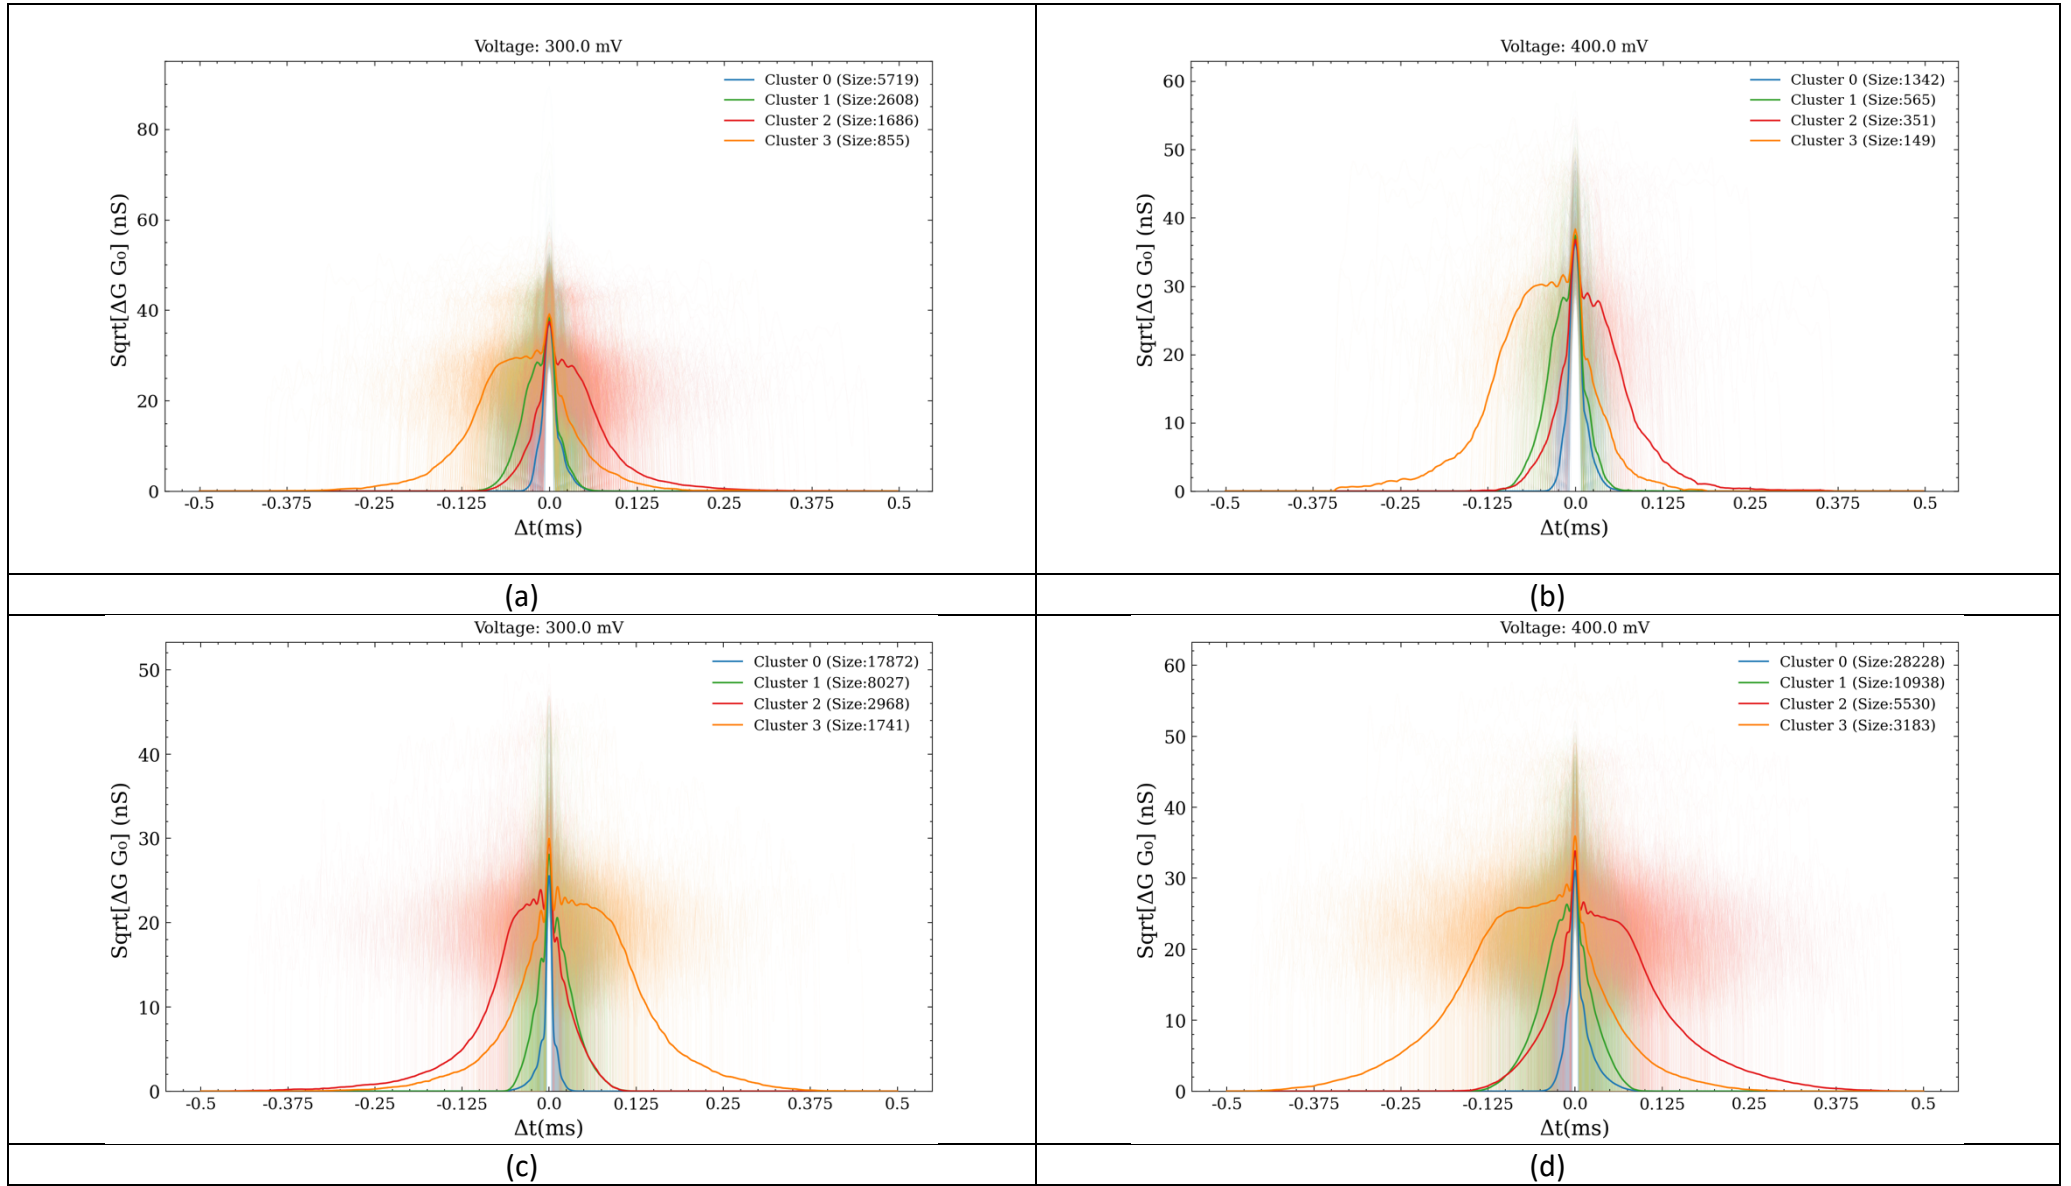 Voltage: 300.0 mV
Cluster 0 (Size:5719)
Cluster 1 (Size:2608)
Cluster 2 (Size:1686)
Cluster 3 (Size:855)
80
60
40
20
0
Sqrt[ΔG G₀] (nS)
-0.5 -0.375 -0.25 -0.125 0.0 0.125 0.25 0.375 0.5
Δt(ms)
(a)
Voltage: 400.0 mV
Cluster 0 (Size:1342)
Cluster 1 (Size:565)
Cluster 2 (Size:351)
Cluster 3 (Size:149)
60
50
40
30
20
10
0
Sqrt[ΔG G₀] (nS)
-0.5 -0.375 -0.25 -0.125 0.0 0.125 0.25 0.375 0.5
Δt(ms)
(b)
Voltage: 300.0 mV
Cluster 0 (Size:17872)
Cluster 1 (Size:8027)
Cluster 2 (Size:2968)
Cluster 3 (Size:1741)
50
40
30
20
10
0
Sqrt[ΔG G₀] (nS)
-0.5 -0.375 -0.25 -0.125 0.0 0.125 0.25 0.375 0.5
Δt(ms)
(c)
Voltage: 400.0 mV
Cluster 0 (Size:28228)
Cluster 1 (Size:10938)
Cluster 2 (Size:5530)
Cluster 3 (Size:3183)
60
50
40
30
20
10
0
Sqrt[ΔG G₀] (nS)
-0.5 -0.375 -0.25 -0.125 0.0 0.125 0.25 0.375 0.5
Δt(ms)
(d)